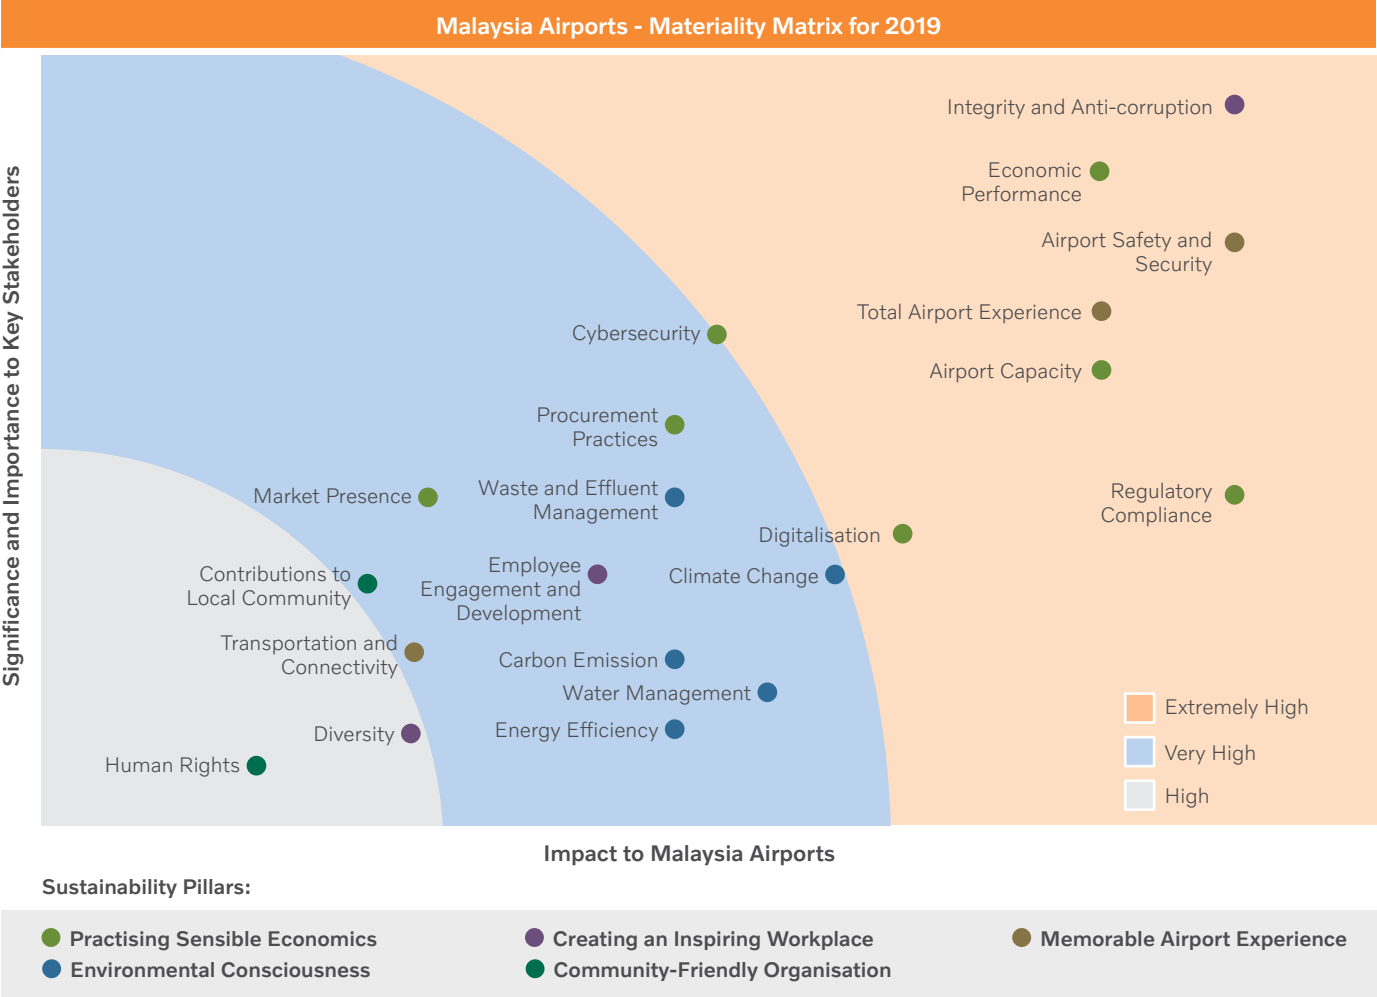 Malaysia Airports - Materiality Matrix for 2019
Significance and Importance to Key Stakeholders
Integrity and Anti-corruption
Economic
Performance
Airport Safety and
Security
Total Airport Experience
Cybersecurity
Airport Capacity
Procurement
Practices
Market Presence
Waste and Effluent
Management
Regulatory
Compliance
Digitalisation
Contributions to
Local Community
Employee
Engagement and
Development
Climate Change
Transportation and
Connectivity
Carbon Emission
Water Management
Diversity
Energy Efficiency
Human Rights
Extremely High
Very High
High
Impact to Malaysia Airports
Sustainability Pillars:
Practising Sensible Economics
Creating an Inspiring Workplace
Memorable Airport Experience
Environmental Consciousness
Community-Friendly Organisation